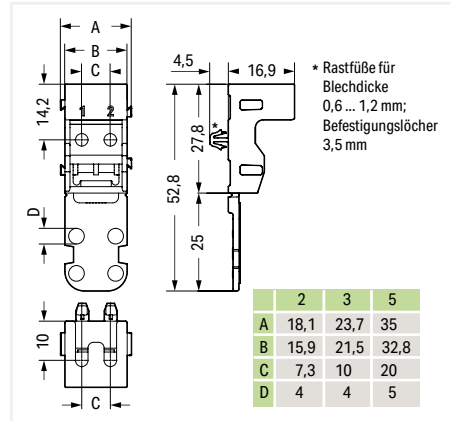 A
B
C
4,5
16,9
* Rastfüße für
Blechdicke
0,6 ... 1,2 mm;
Befestigungslöcher
3,5 mm
14,2
1 2
*
27,8
52,8
D
25
10
C
2 3 5
A 18,1 23,7 35
B 15,9 21,5 32,8
C 7,3 10 20
D 4 4 5